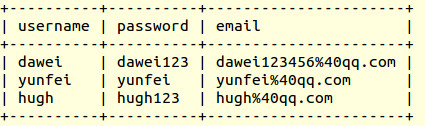 +----------+----------+-----------------------+
| username | password | email                 |
+----------+----------+-----------------------+
| dawei    | dawei123 | dawei123456%40qq.com |
| yunfei   | yunfei   | yunfei%40qq.com       |
| hugh     | hugh123  | hugh%40qq.com         |
+----------+----------+-----------------------+